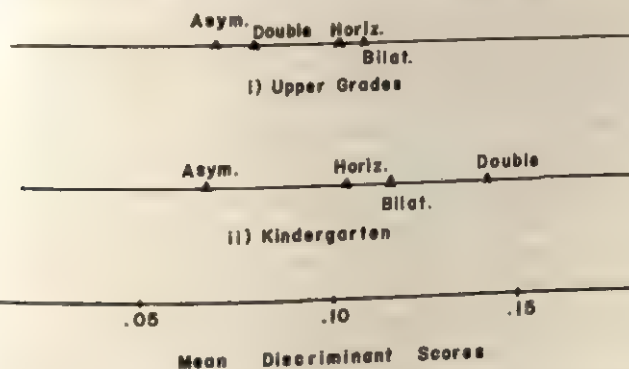 Asym. Double Horiz.
Bilat.
i) Upper Grades
Asym. Horiz. Double
Bilat.
ii) Kindergarten
.05 .10 .15
Mean Discriminant Scores